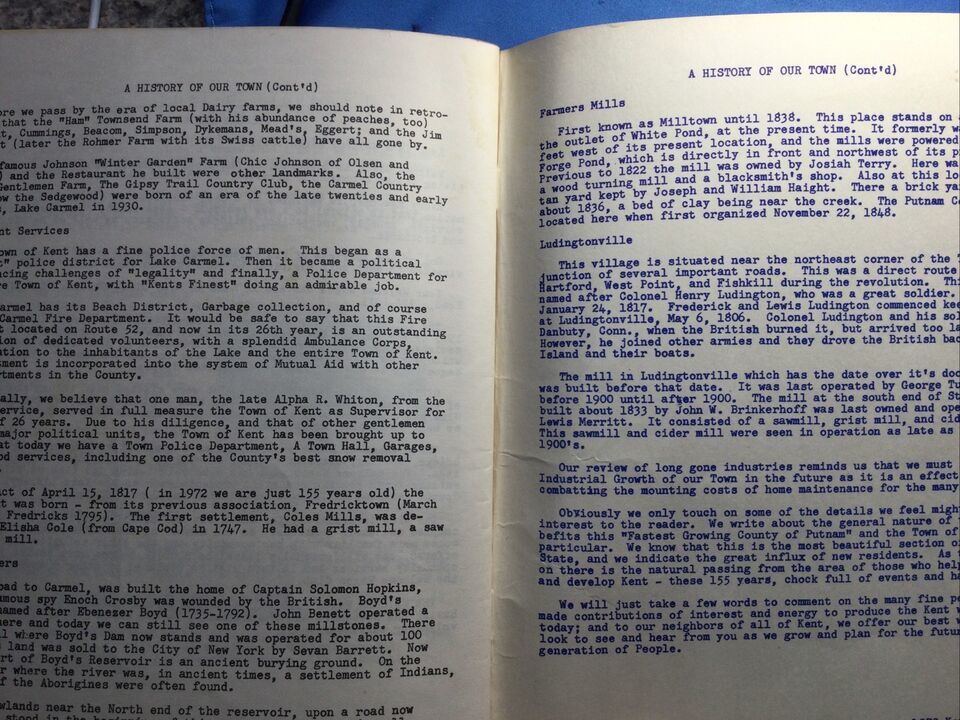 A HISTORY OF OUR TOWN (Cont'd)
ore we pass by the era of local Dairy farms, we should note in retro-
that the "Ham" Townsend Farm (with his abundance of peaches, too)
t, Cummings, Beacom, Simpson, Dykemans, Mead's, Eggert; and the Jim
t (later the Rohmer Farm with its Swiss cattle) have all gone by.
famous Johnson "Winter Garden" Farm (Chic Johnson of Olsen and
) and the Restaurant he built were other landmarks. Also, the
Gentlemen Farm, The Gipsy Trail Country Club, the Carmel Country
ow the Sedgewood) were born of an era of the late twenties and early
s, Lake Carmel in 1930.
nt Services
own of Kent has a fine police force of men. This began as a
t" police district for Lake Carmel. Then it became a political
acing challenges of "legality" and finally, a Police Department for
re Town of Kent, with "Kents Finest" doing an admirable job.
armel has its Beach District, Garbage collection, and of course
Carmel Fire Department. It would be safe to say that this Fire
t located on Route 52, and now in its 26th year, is an outstanding
ion of dedicated volunteers, with a splendid Ambulance Corps,
ation to the inhabitants of the Lake and the entire Town of Kent.
tment is incorporated into the system of Mutual Aid with other
rtments in the County.
ally, we believe that one man, the late Alpha R. Whiton, from the
ervice, served in full measure the Town of Kent as Supervisor for
f 26 years. Due to his diligence, and that of other gentlemen
major political units, the Town of Kent has been brought up to
at today we have a Town Police Department, A Town Hall, Garages,
od services, including one of the County's best snow removal
.
ct of April 15, 1817 ( in 1972 we are just 155 years old) the
t was born - from its previous association, Fredricktown (March
Fredricks 1795). The first settlement, Coles Mills, was de-
Elisha Cole (from Cape Cod) in 1747. He had a grist mill, a saw
mill.
ers
oad to Carmel, was built the home of Captain Solomon Hopkins,
amous spy Enoch Crosby was wounded by the British. Boyd's
named after Ebenezer Boyd (1735-1792). John Benett operated a
here and today we can still see one of these millstones. There
ll where Boyd's Dam now stands and was operated for about 100
s land was sold to the City of New York by Sevan Barrett. Now
rt of Boyd's Reservoir is an ancient burying ground. On the
r where the river was, in ancient times, a settlement of Indians,
f the Aborigines were often found.
wlands near the North end of the reservoir, upon a road now
A HISTORY OF OUR TOWN (Cont'd)
Farmers Mills
First known as Milltown until 1838. This place stands on
the outlet of White Pond, at the present time. It formerly wa
feet west of its present location, and the mills were powered
Forge Pond, which is directly in front and northwest of its p
Previous to 1822 the mill was owned by Josiah Terry. Here wa
a wood turning mill and a blacksmith's shop. Also at this lo
tan yard kept by Joseph and William Haight. There a brick ya
about 1836, a bed of clay being near the creek. The Putnam C
located here when first organized November 22, 1848.
Ludingtonville
This village is situated near the northeast corner of the T
junction of several important roads. This was a direct route
Hartford, West Point, and Fishkill during the revolution. Thi
named after Colonel Henry Ludington, who was a great soldier.
January 24, 1817. Frederick and Lewis Ludington commenced kee
at Ludingtonville, May 6, 1806. Colonel Ludington and his sol
Danbuty, Conn., when the British burned it, but arrived too la
However, he joined other armies and they drove the British bac
Island and their boats.
The mill in Ludingtonville which has the date over it's doo
was built before that date. It was last operated by George Tu
before 1900 until after 1900. The mill at the south end of St
built about 1833 by John W. Brinkerhoff was last owned and ope
Lewis Merritt. It consisted of a sawmill, grist mill, and cid
This sawmill and cider mill were seen in operation as late as
1900's.
Our review of long gone industries reminds us that we must
Industrial Growth of our Town in the future as it is an effect
combatting the mounting costs of home maintenance for the many
Obviously we only touch on some of the details we feel migh
interest to the reader. We write about the general nature of
befits this "Fastest Growing County of Putnam" and the Town of
particular. We know that this is the most beautiful section o
State, and we indicate the great influx of new residents. As t
on there is the natural passing from the area of those who help
and develop Kent - these 155 years, chock full of events and ha
We will just take a few words to comment on the many fine pe
made contributions of interest and energy to produce the Kent w
today; and to our neighbors of all of Kent, we offer our best w
look to see and hear from you as we grow and plan for the futur
generation of People.